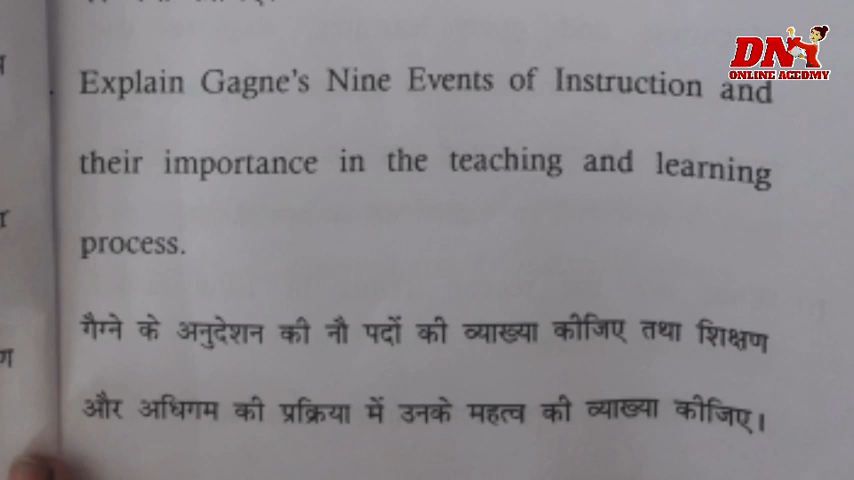 DN
ONLINE ACEDMY
Explain Gagne's Nine Events of Instruction and
their importance in the teaching and learning
process.
गैग्ने के अनुदेशन की नौ पदों की व्याख्या कीजिए तथा शिक्षण
और अधिगम की प्रक्रिया में उनके महत्व की व्याख्या कीजिए।